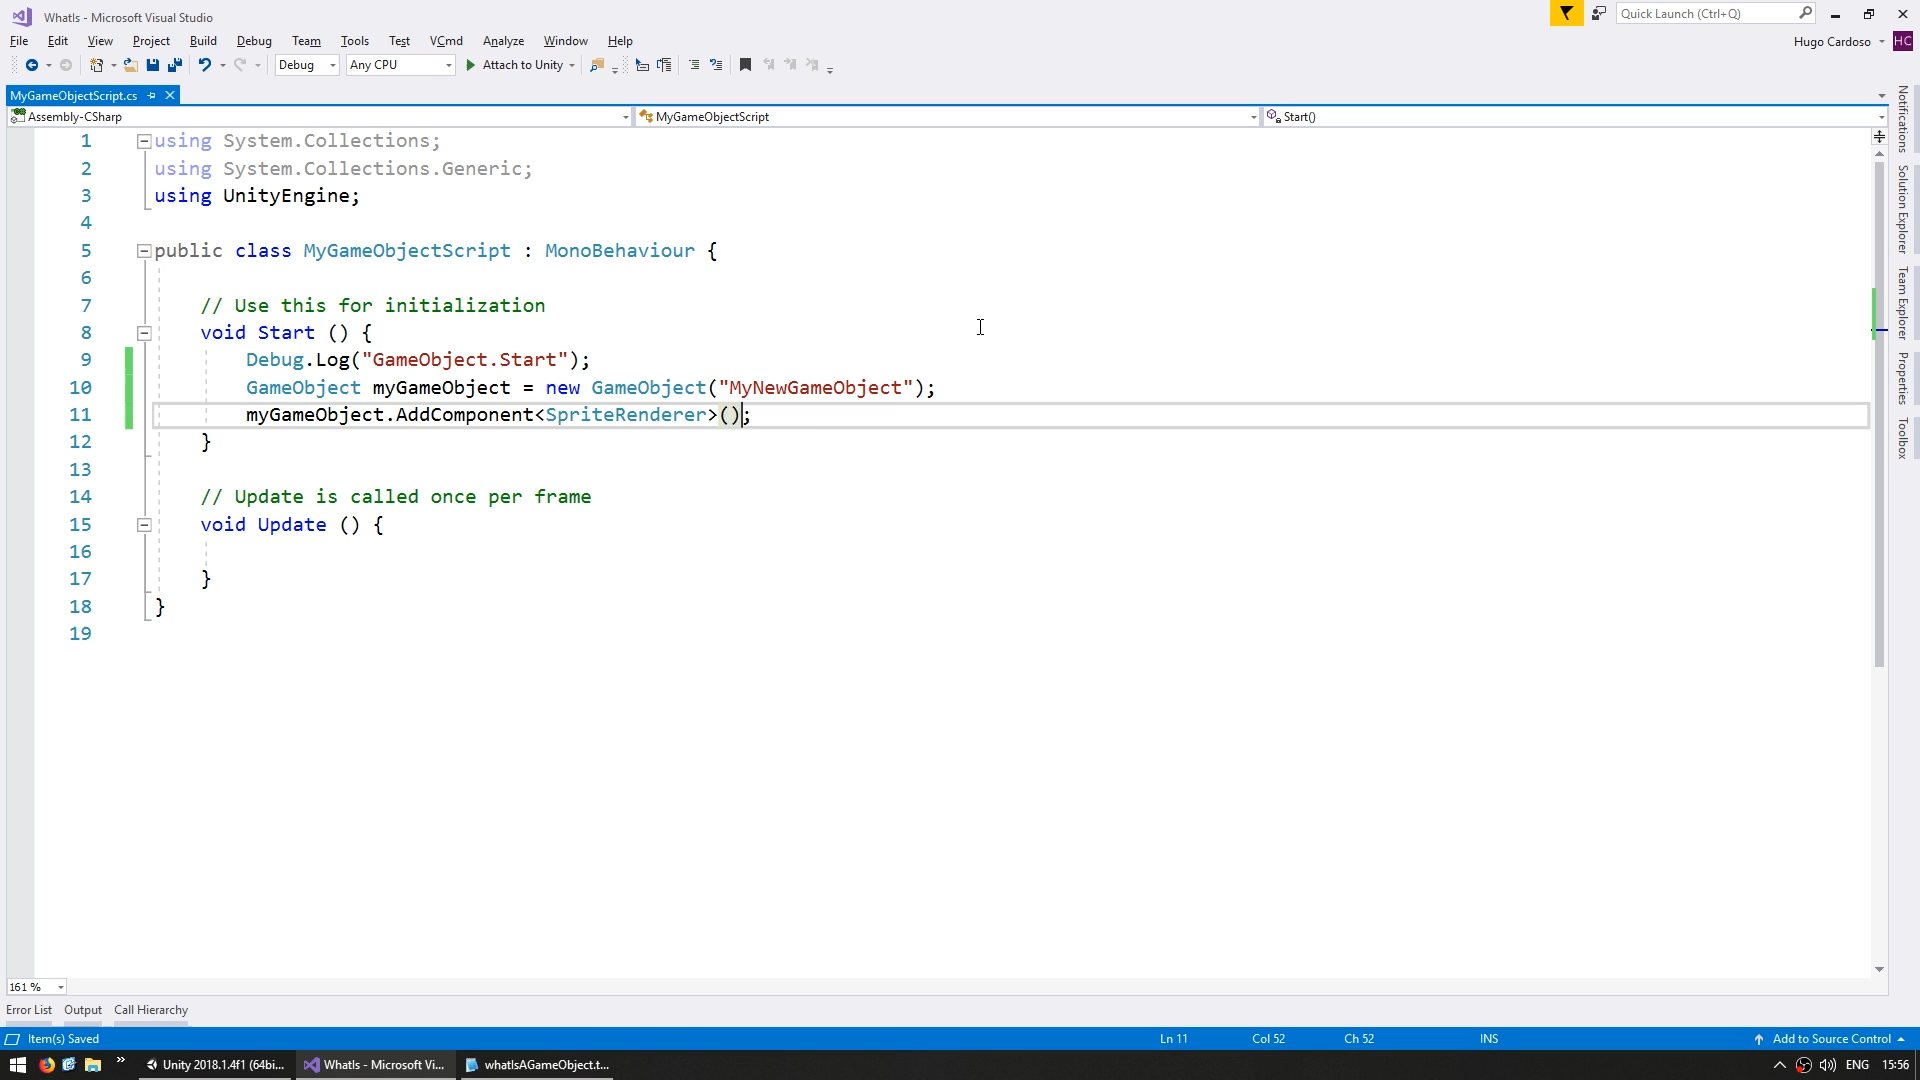 WhatIs - Microsoft Visual Studio
Quick Launch (Ctrl+Q)
File Edit View Project Build Debug Team Tools Test VCmd Analyze Window Help
Hugo Cardoso HC
Debug Any CPU Attach to Unity
MyGameObjectScript.cs
Assembly-CSharp MyGameObjectScript Start()
1 using System.Collections;
2 using System.Collections.Generic;
3 using UnityEngine;
4
5 public class MyGameObjectScript : MonoBehaviour {
6
7 // Use this for initialization
8 void Start () {
9 Debug.Log("GameObject.Start");
10 GameObject myGameObject = new GameObject("MyNewGameObject");
11 myGameObject.AddComponent<SpriteRenderer>();
12 }
13
14 // Update is called once per frame
15 void Update () {
16
17 }
18 }
19
Notifications
Solution Explorer
Team Explorer
Properties
Toolbox
161 %
Error List Output Call Hierarchy
Item(s) Saved Ln 11 Col 52 Ch 52 INS Add to Source Control
Unity 2018.1.4f1 (64bi... WhatIs - Microsoft Vi... whatIsAGameObject.t... ENG 15:56